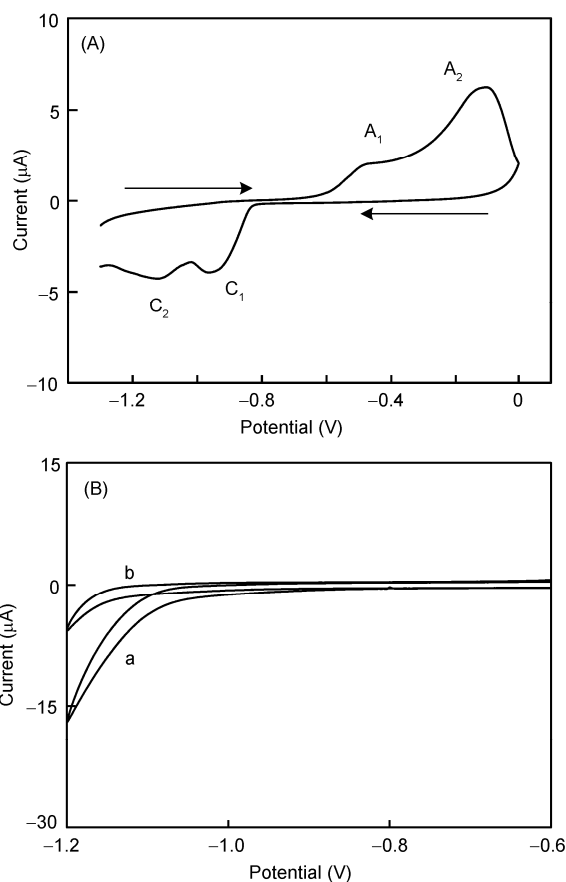 (A)
10
5
0
−5
−10
A₂
A₁
C₂
C₁
−1.2
−0.8
−0.4
0
Current (μA)
Potential (V)
(B)
15
0
−15
−30
b
a
−1.2
−1.0
−0.8
−0.6
Current (μA)
Potential (V)